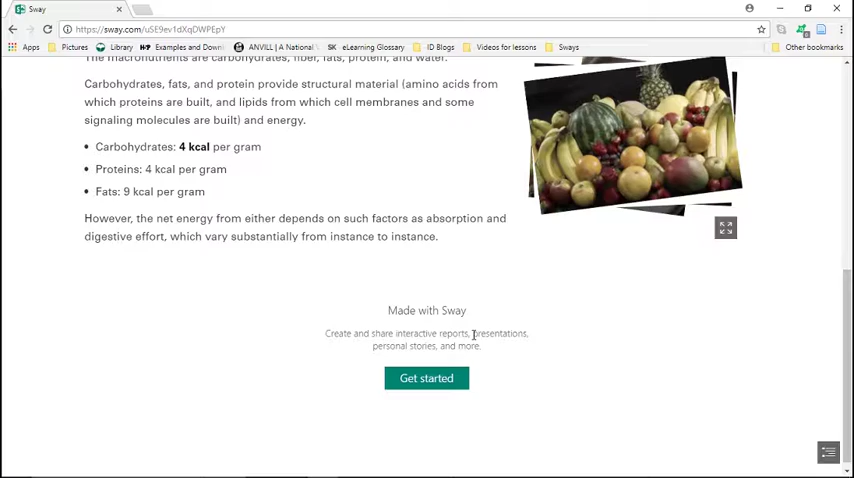 Sway
https://sway.com/uSE9ev1dXqDWPEpY
Apps Pictures Library Examples and Down ANVILL | A National SK eLearning Glossary ID Blogs Videos for lessons Sways Other bookmarks
The macronutrients are carbohydrates, fiber, fats, protein, and water.
Carbohydrates, fats, and protein provide structural material (amino acids from
which proteins are built, and lipids from which cell membranes and some
signaling molecules are built) and energy.
• Carbohydrates: 4 kcal per gram
• Proteins: 4 kcal per gram
• Fats: 9 kcal per gram
However, the net energy from either depends on such factors as absorption and
digestive effort, which vary substantially from instance to instance.
Made with Sway
Create and share interactive reports, presentations,
personal stories, and more.
Get started